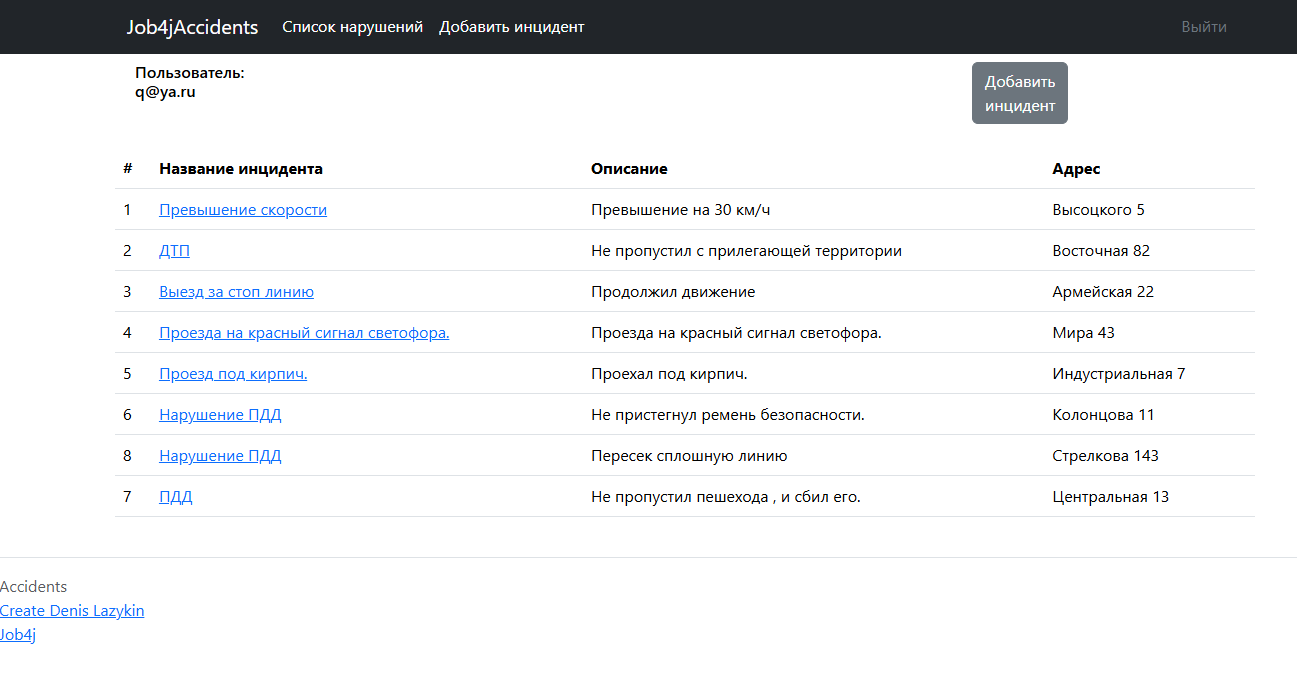 Job4jAccidents Список нарушений Добавить инцидент Выйти
Пользователь:
q@ya.ru
Добавить
инцидент
# Название инцидента Описание Адрес
1 Превышение скорости Превышение на 30 км/ч Высоцкого 5
2 ДТП Не пропустил с прилегающей территории Восточная 82
3 Выезд за стоп линию Продолжил движение Армейская 22
4 Проезда на красный сигнал светофора. Проезда на красный сигнал светофора. Мира 43
5 Проезд под кирпич. Проехал под кирпич. Индустриальная 7
6 Нарушение ПДД Не пристегнул ремень безопасности. Колонцова 11
8 Нарушение ПДД Пересек сплошную линию Стрелкова 143
7 ПДД Не пропустил пешехода , и сбил его. Центральная 13
Accidents
Create Denis Lazykin
Job4j